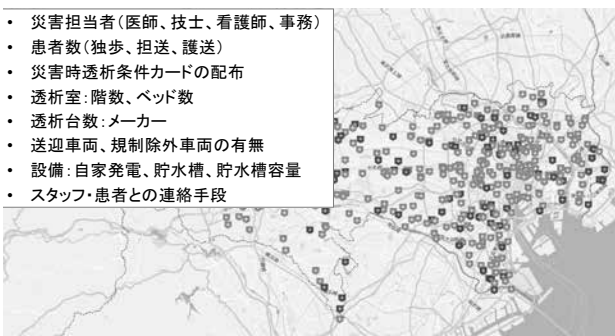 • 災害担当者（医師、技士、看護師、事務）
• 患者数（独歩、担送、護送）
• 災害時透析条件カードの配布
• 透析室：階数、ベッド数
• 透析台数：メーカー
• 送迎車両、規制除外車両の有無
• 設備：自家発電、貯水槽、貯水槽容量
• スタッフ・患者との連絡手段